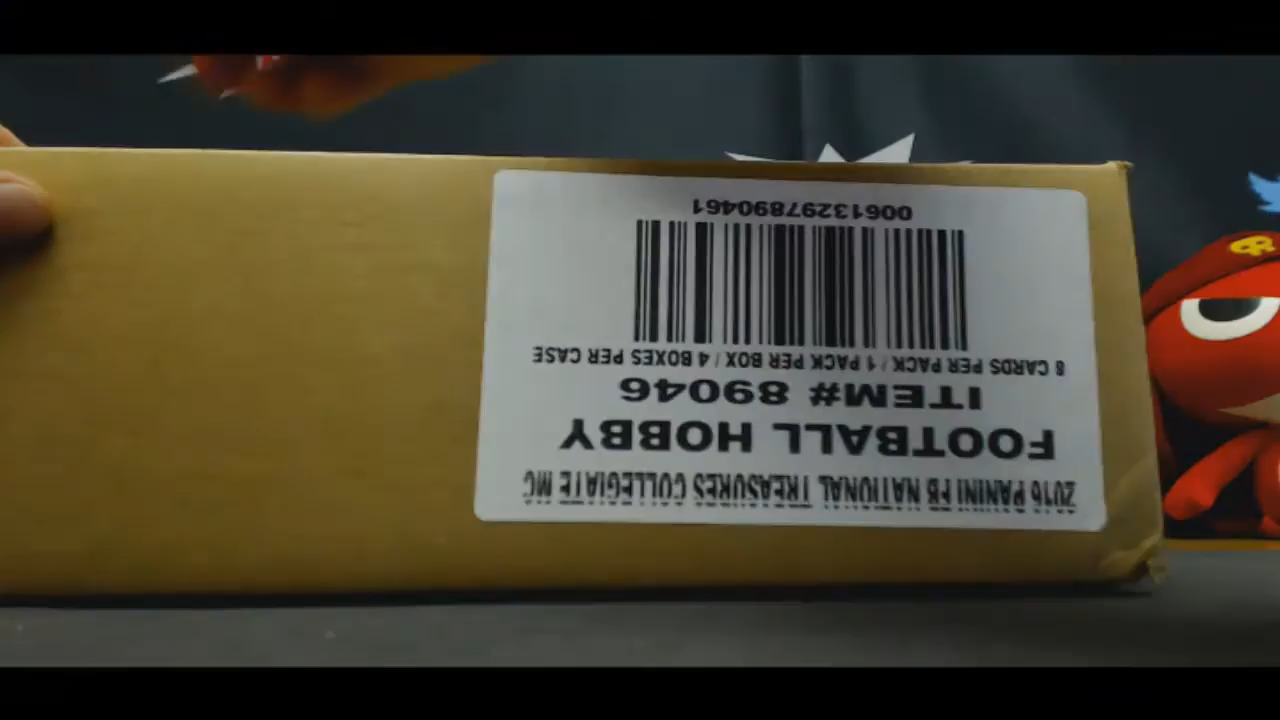 2016 PANINI FB NATIONAL TREASURES COLLEGIATE MC
FOOTBALL HOBBY
ITEM# 89046
8 CARDS PER PACK / 1 PACK PER BOX / 4 BOXES PER CASE
00613297890461